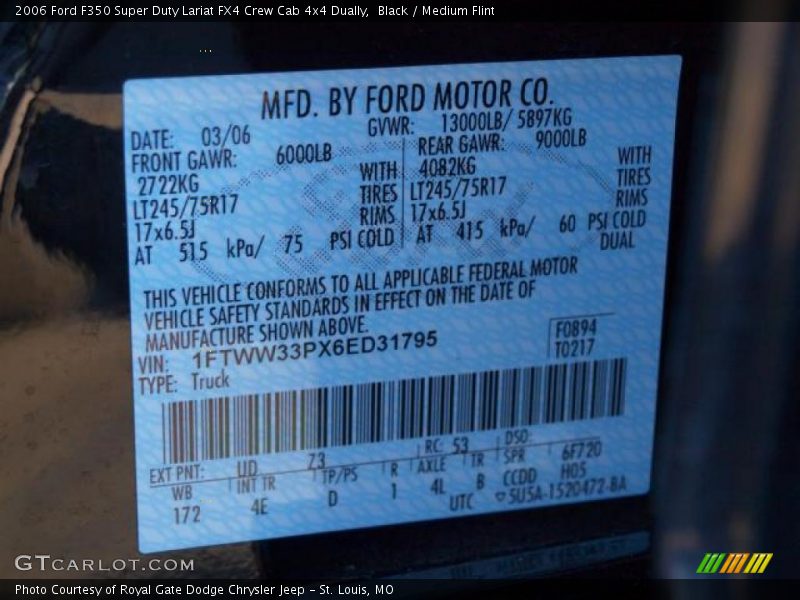 2006 Ford F350 Super Duty Lariat FX4 Crew Cab 4x4 Dually,  Black / Medium Flint
MFD. BY FORD MOTOR CO.
DATE: 03/06 GVWR: 13000LB/ 5897KG
FRONT GAWR: 6000LB REAR GAWR: 9000LB
2722KG WITH 4082KG WITH
LT245/75R17 TIRES LT245/75R17 TIRES
17x6.5J RIMS 17x6.5J RIMS
AT 515 kPa/ 75 PSI COLD AT 415 kPa/ 60 PSI COLD
DUAL
THIS VEHICLE CONFORMS TO ALL APPLICABLE FEDERAL MOTOR
VEHICLE SAFETY STANDARDS IN EFFECT ON THE DATE OF
MANUFACTURE SHOWN ABOVE.
VIN: 1FTWW33PX6ED31795 F0894
TYPE: Truck T0217
EXT PNT: UD 73 RC: 53 DSO:
WB INT TR TP/PS R AXLE TR SPR 6F720
172 4E D 1 4L B CCDD H05
UTC ▽5U5A-1520472-BA
GTCARLOT.COM
Photo Courtesy of Royal Gate Dodge Chrysler Jeep - St. Louis, MO